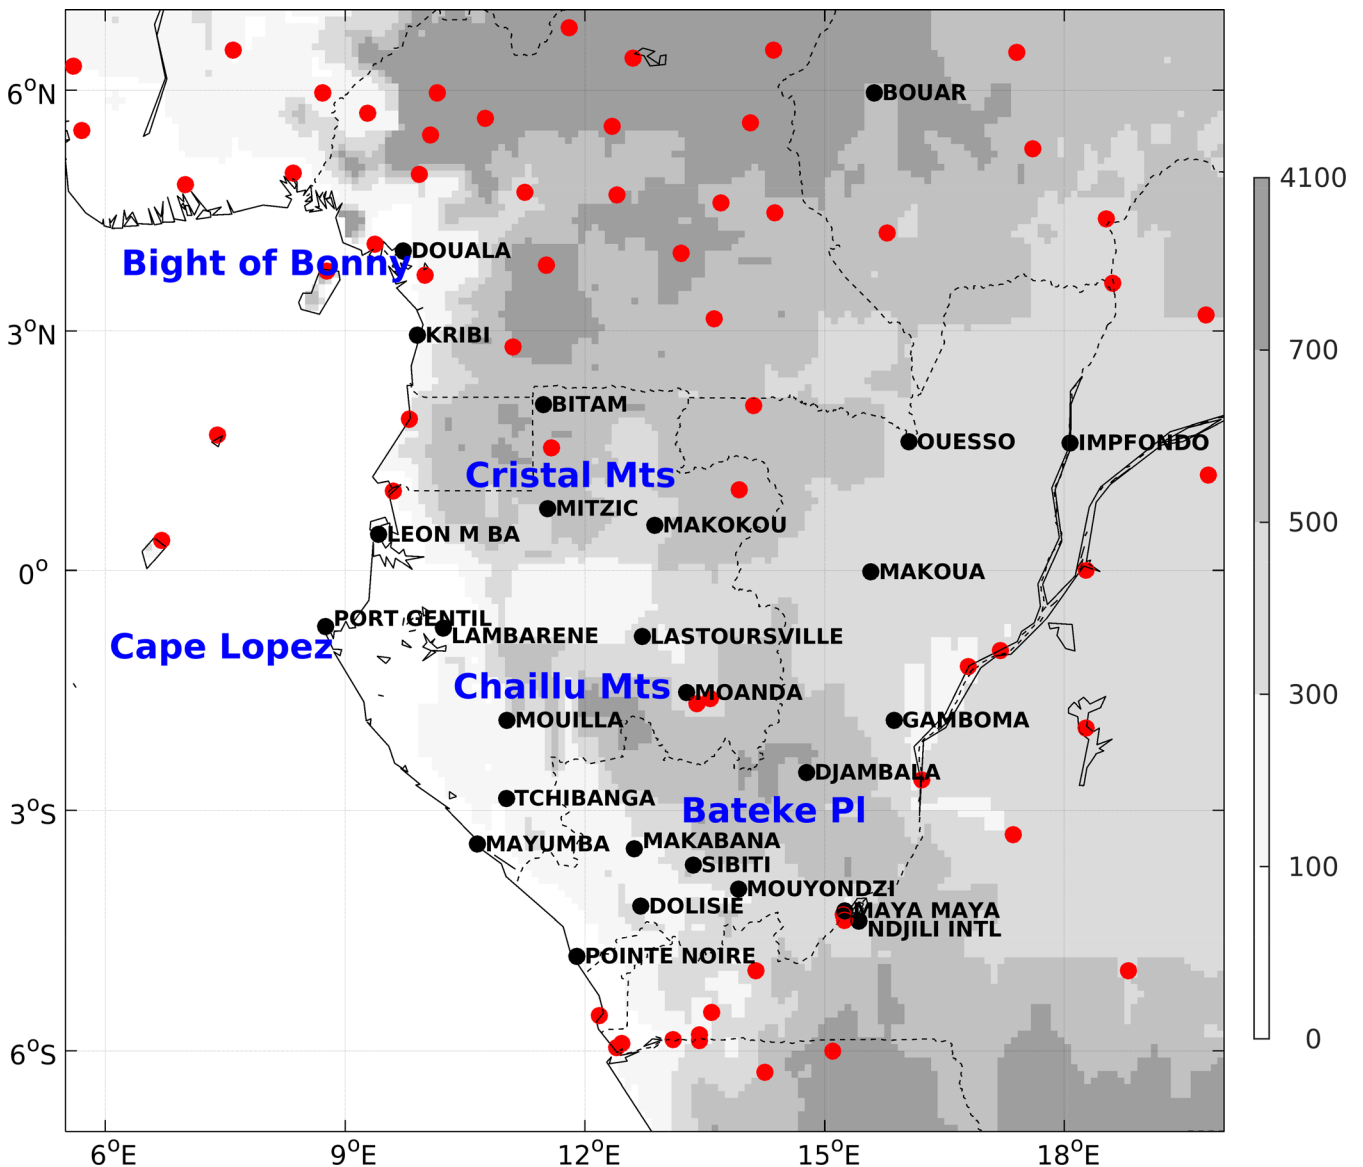 BOUAR
6°N
4100
Bight of Bonny
DOUALA
3°N
KRIBI
700
BITAM
OUESSO
IMPFONDO
Cristal Mts
MITZIC
MAKOKOU
500
LEON M BA
0°
MAKOUA
PORT GENTIL
LAMBARENE
LASTOURSVILLE
Cape Lopez
Chaillu Mts
MOANDA
300
MOUILLA
GAMBOMA
DJAMBALA
TCHIBANGA
Bateke Pl
3°S
MAYUMBA
MAKABANA
SIBITI
100
MOUYONDZI
DOLISIE
MAYA MAYA
NDJILI INTL
POINTE NOIRE
6°S
0
6°E
9°E
12°E
15°E
18°E